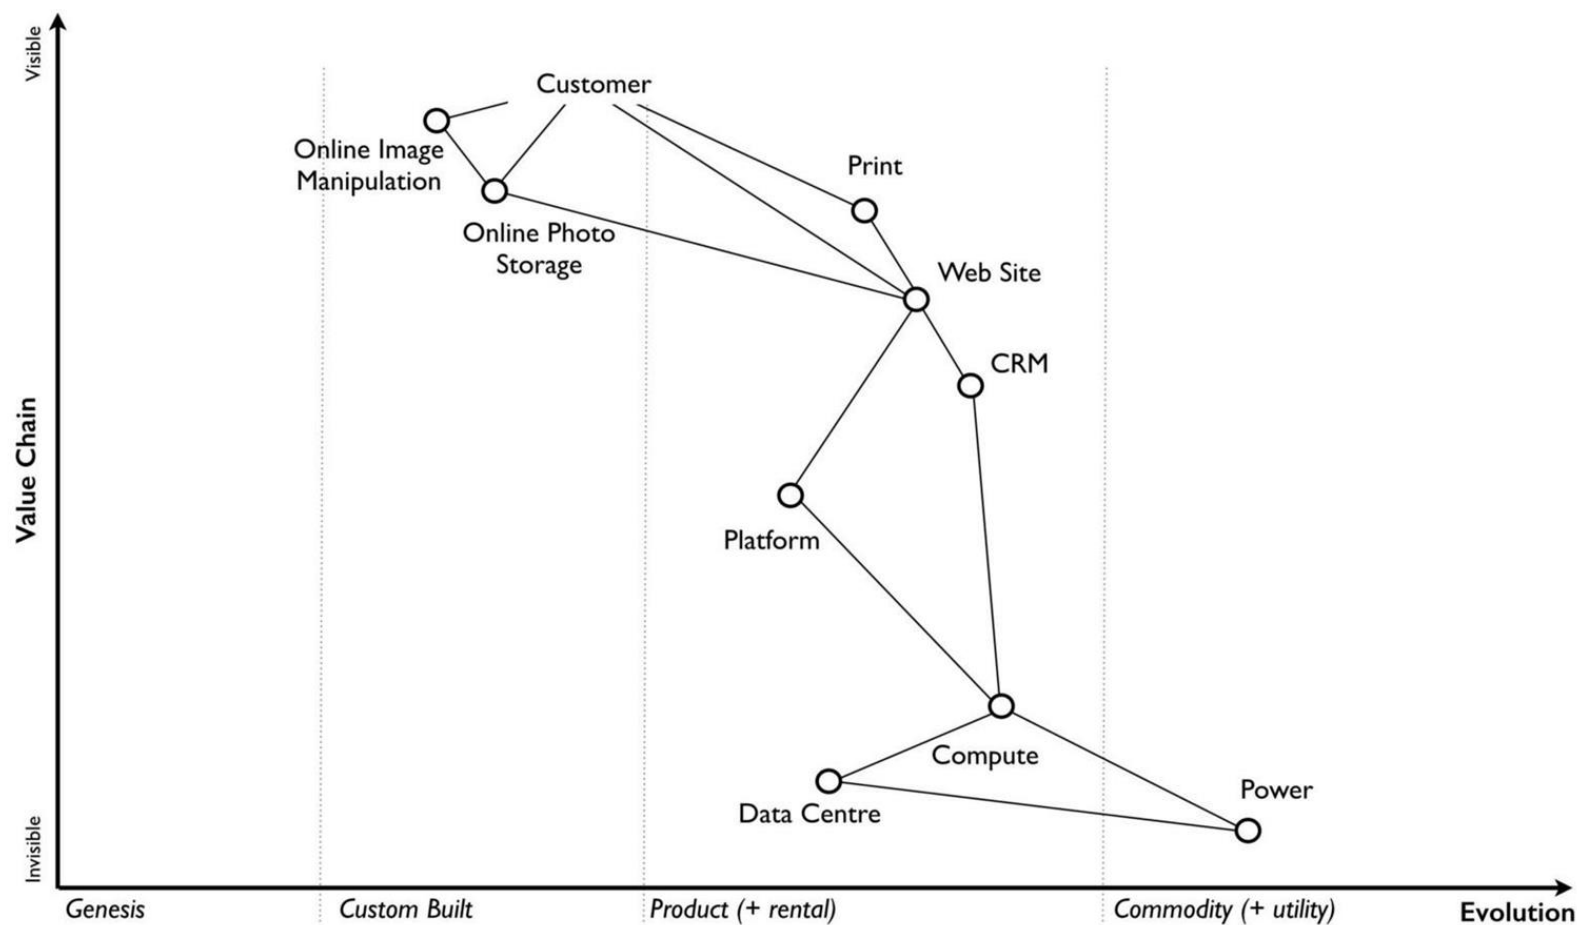 Visible
Customer
Online Image
Manipulation
Print
Online Photo
Storage
Web Site
CRM
Value Chain
Platform
Compute
Data Centre
Power
Invisible
Genesis
Custom Built
Product (+ rental)
Commodity (+ utility)
Evolution